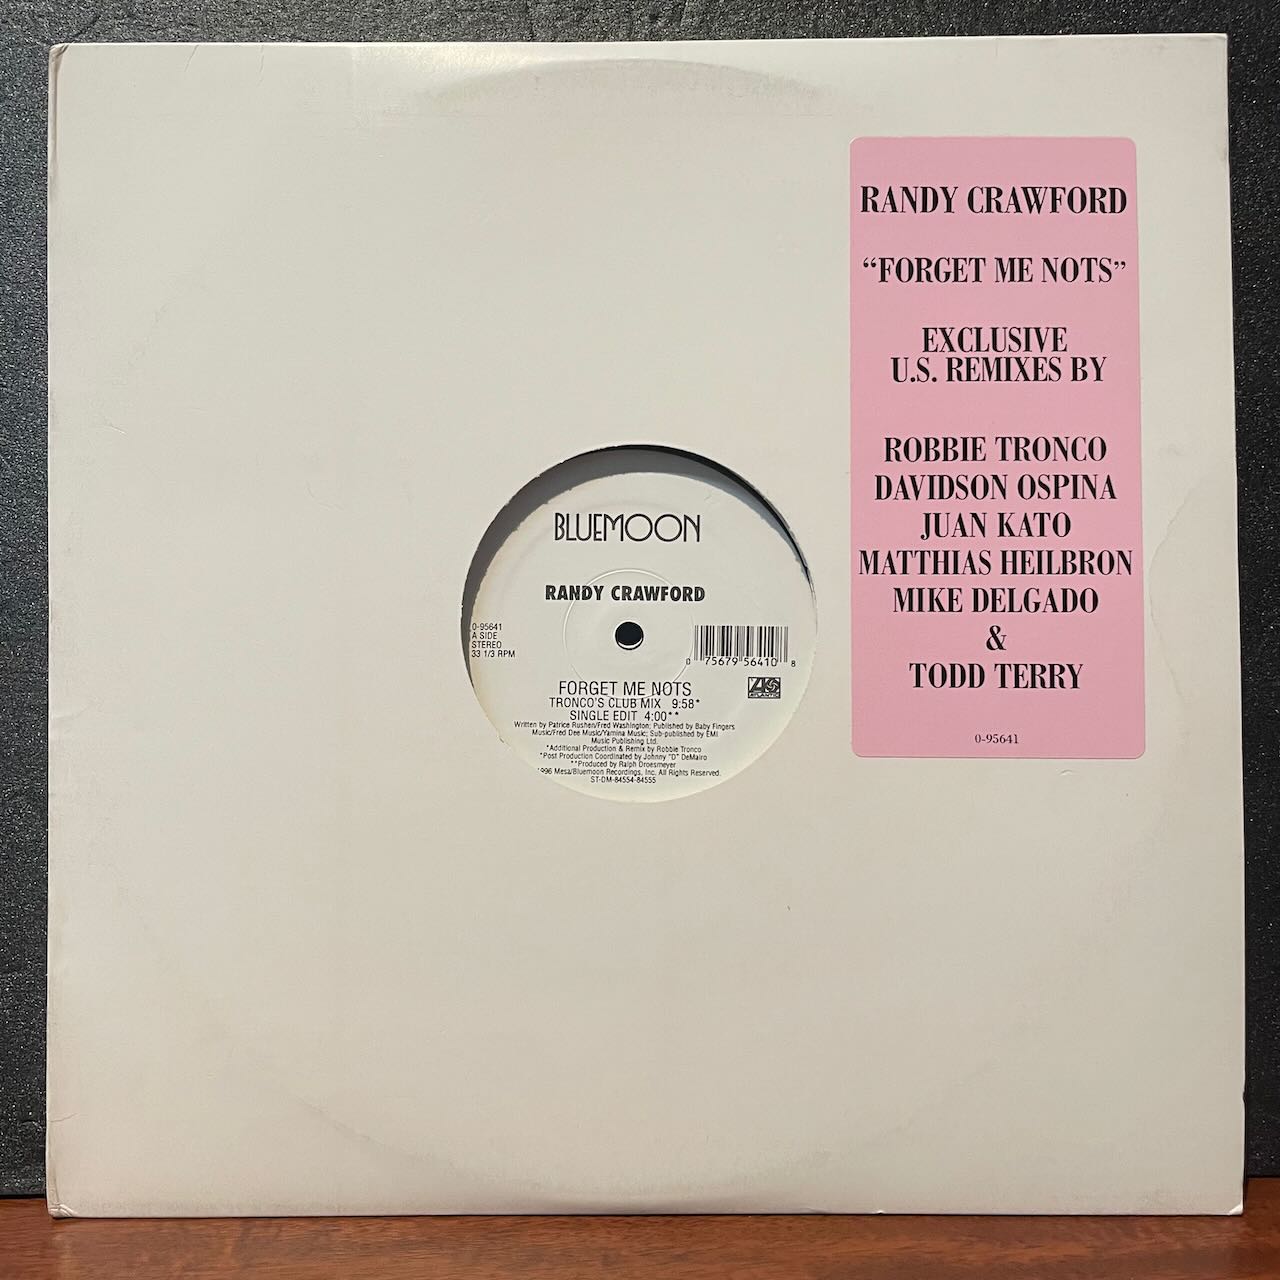 RANDY CRAWFORD
“FORGET ME NOTS”
EXCLUSIVE
U.S. REMIXES BY
ROBBIE TRONCO
DAVIDSON OSPINA
JUAN KATO
MATTHIAS HEILBRON
MIKE DELGADO
&
TODD TERRY
0-95641
BLUEMOON
RANDY CRAWFORD
0-95641
A SIDE
STEREO
33 1/3 RPM
0 75679 56410 8
ATLANTIC
FORGET ME NOTS
TRONCO'S CLUB MIX 9:58*
SINGLE EDIT 4:00**
Written by Patrice Rushen/Fred Washington; Published by Baby Fingers
Music/Fred Dee Music/Yamina Music; Sub-published by EMI
Music Publishing Ltd.
*Additional Production & Remix by Robbie Tronco
*Post Production Coordinated by Johnny "D" DeMairo
**Produced by Ralph Droesmeyer
1996 Mesa/Bluemoon Recordings, Inc. All Rights Reserved.
ST-DM-84554-84555